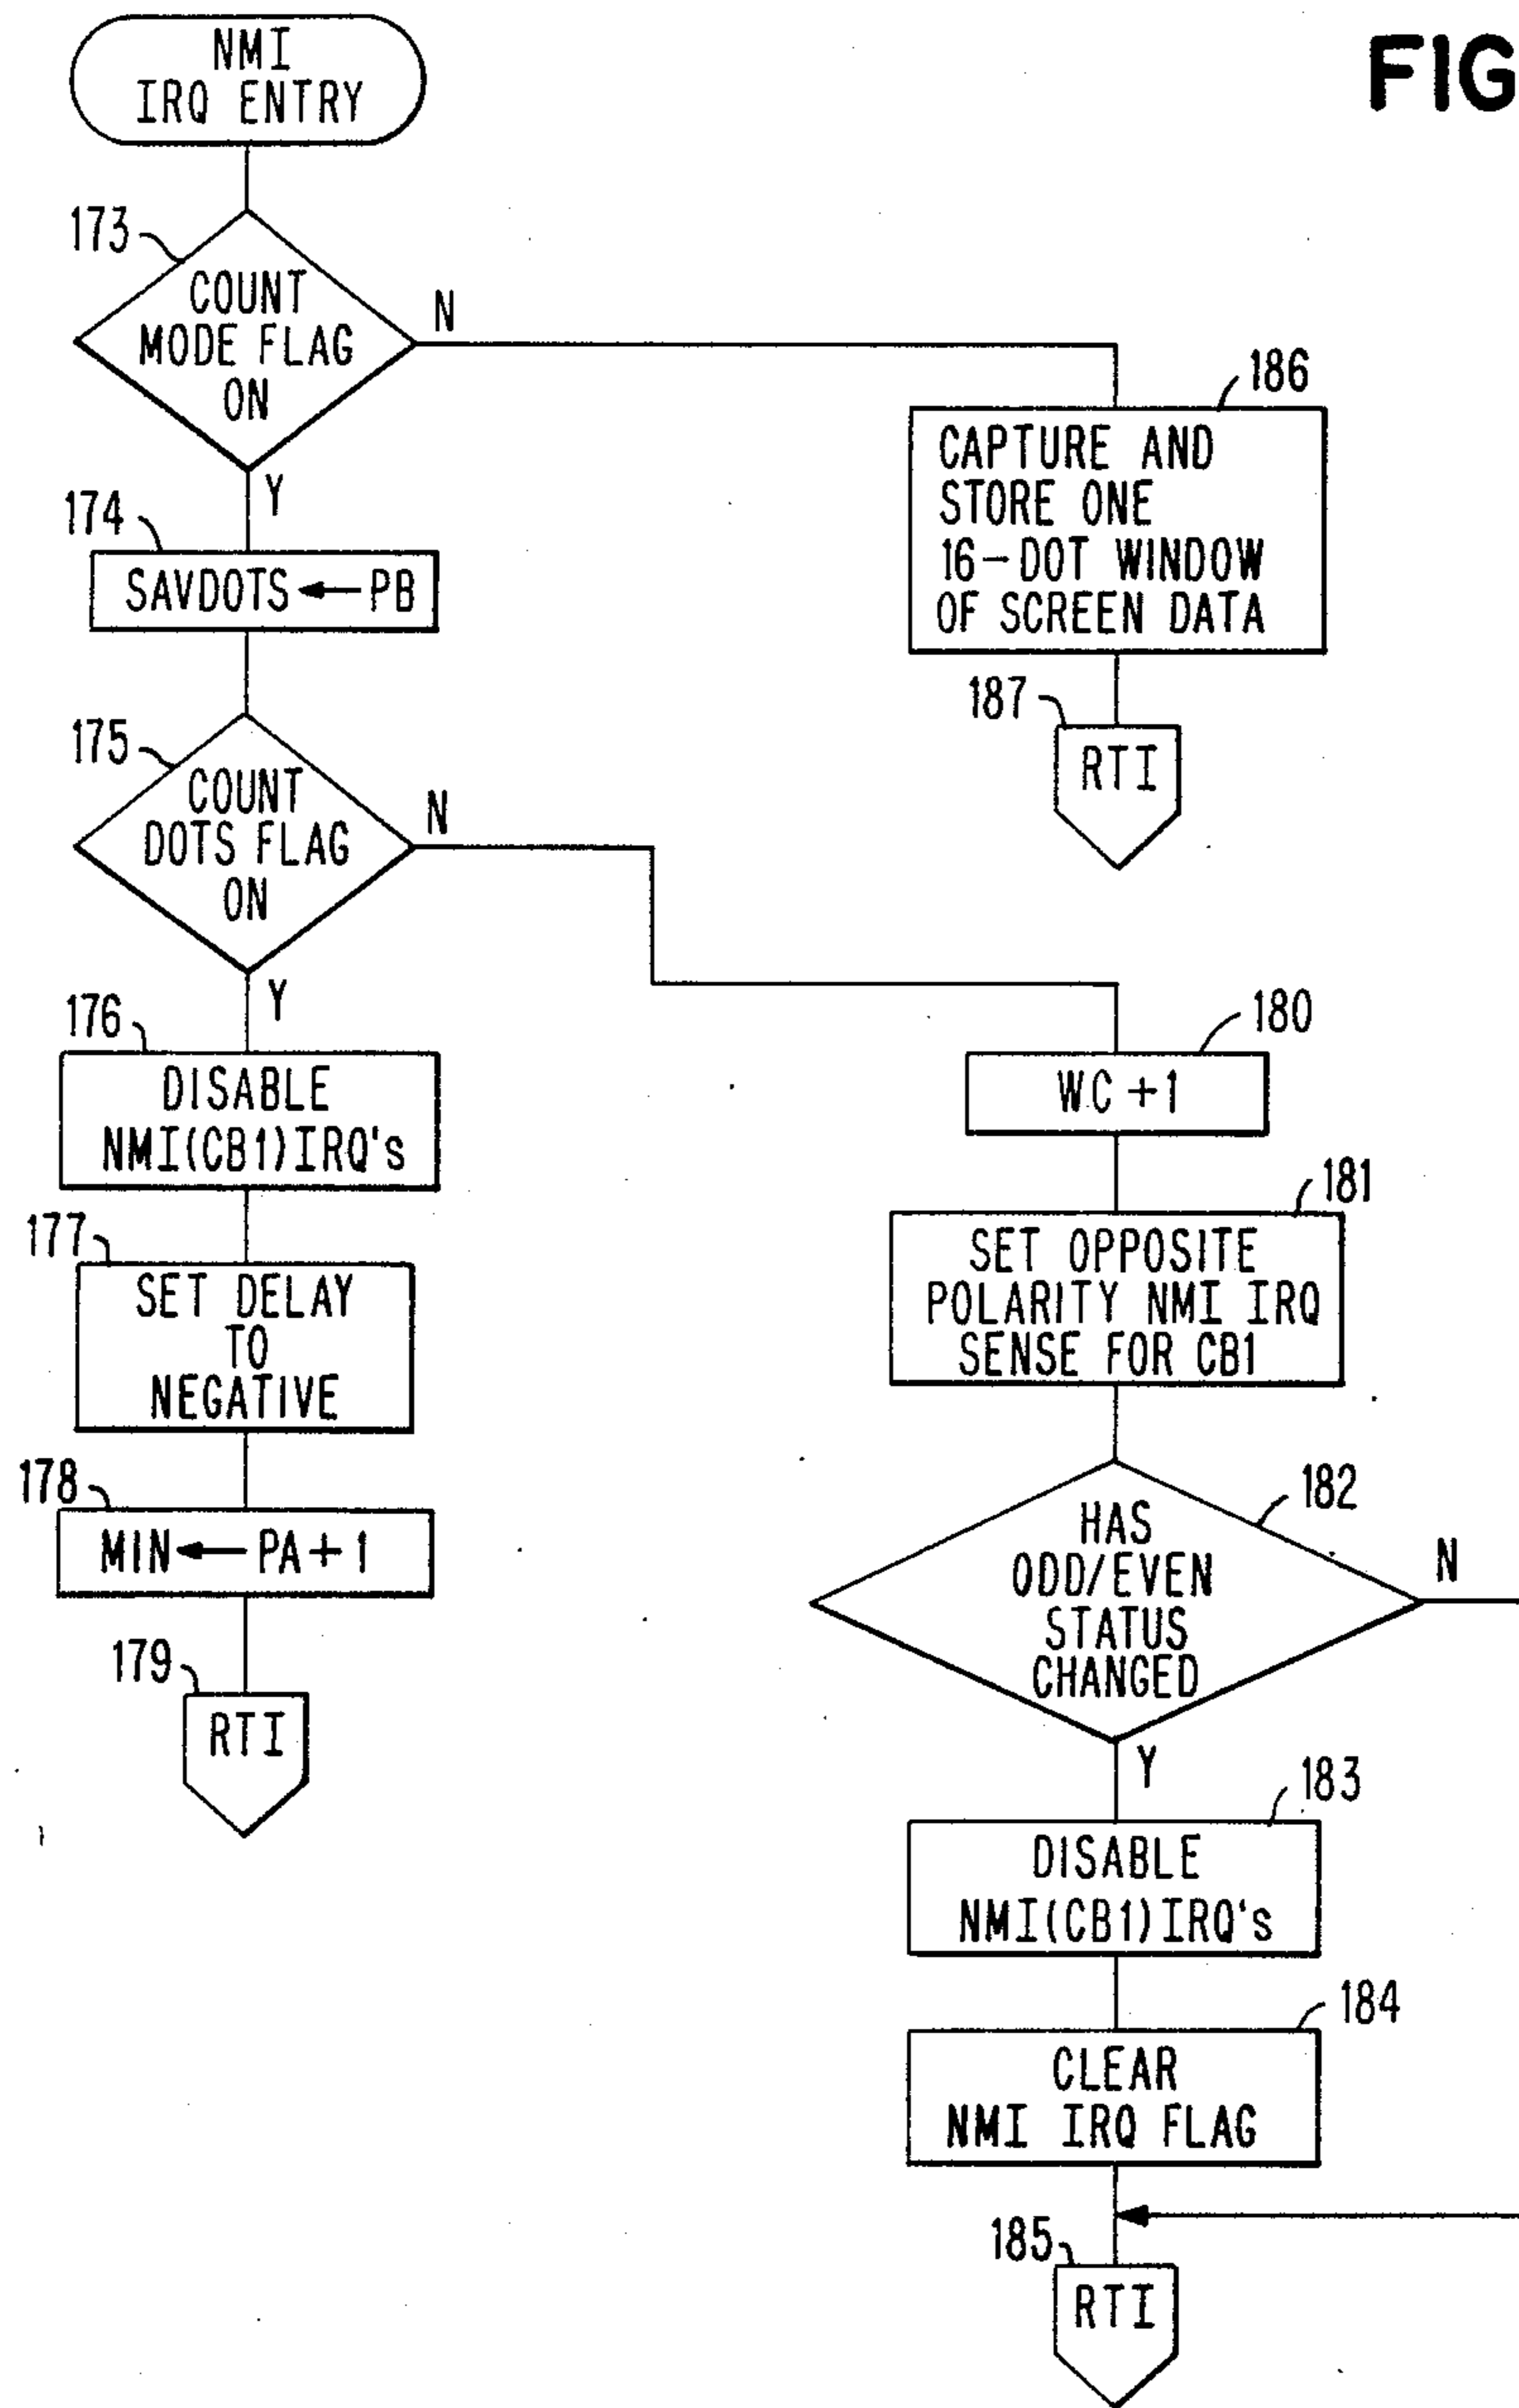 NMI
IRQ ENTRY
FIG
173
COUNT
MODE FLAG
ON
N
Y
186
CAPTURE AND
STORE ONE
16-DOT WINDOW
OF SCREEN DATA
187
RTI
174
SAVDOTS ← PB
175
COUNT
DOTS FLAG
ON
N
Y
176
DISABLE
NMI(CB1)IRQ's
177
SET DELAY
TO
NEGATIVE
178
MIN ← PA+1
179
RTI
180
WC +1
181
SET OPPOSITE
POLARITY NMI IRQ
SENSE FOR CB1
182
HAS
ODD/EVEN
STATUS
CHANGED
N
Y
183
DISABLE
NMI(CB1)IRQ's
184
CLEAR
NMI IRQ FLAG
185
RTI